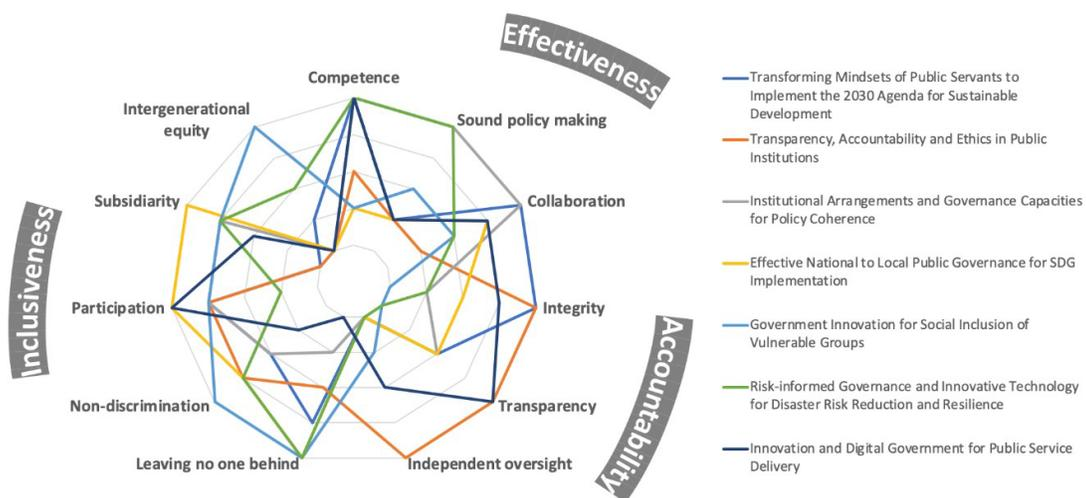 Effectiveness
Competence
Intergenerational
equity
Sound policy making
Subsidiarity
Collaboration
Inclusiveness
Participation
Integrity
Accountability
Non-discrimination
Transparency
Leaving no one behind
Independent oversight
Transforming Mindsets of Public Servants to
Implement the 2030 Agenda for Sustainable
Development
Transparency, Accountability and Ethics in Public
Institutions
Institutional Arrangements and Governance Capacities
for Policy Coherence
Effective National to Local Public Governance for SDG
Implementation
Government Innovation for Social Inclusion of
Vulnerable Groups
Risk-informed Governance and Innovative Technology
for Disaster Risk Reduction and Resilience
Innovation and Digital Government for Public Service
Delivery